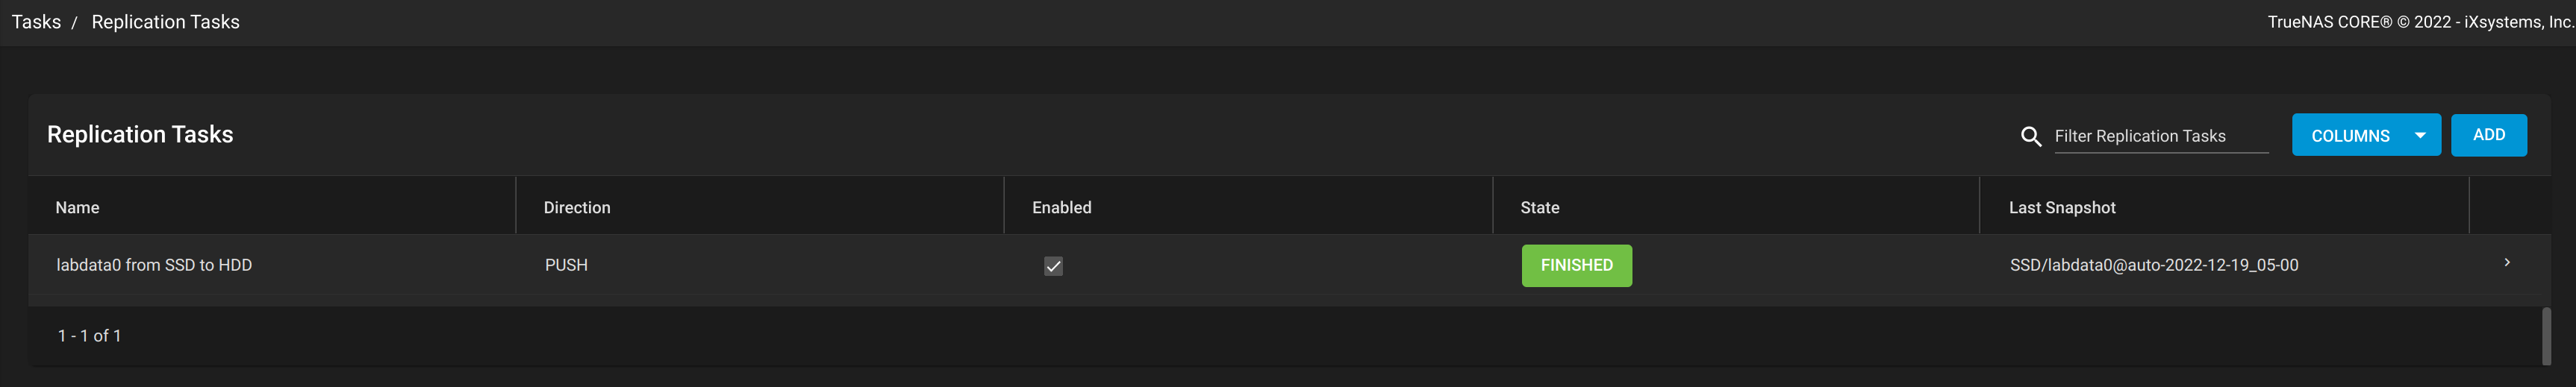 Tasks / Replication Tasks
TrueNAS CORE® © 2022 - iXsystems, Inc.
Replication Tasks
Filter Replication Tasks
COLUMNS
ADD
Name Direction Enabled State Last Snapshot
labdata0 from SSD to HDD PUSH FINISHED SSD/labdata0@auto-2022-12-19_05-00
1 - 1 of 1